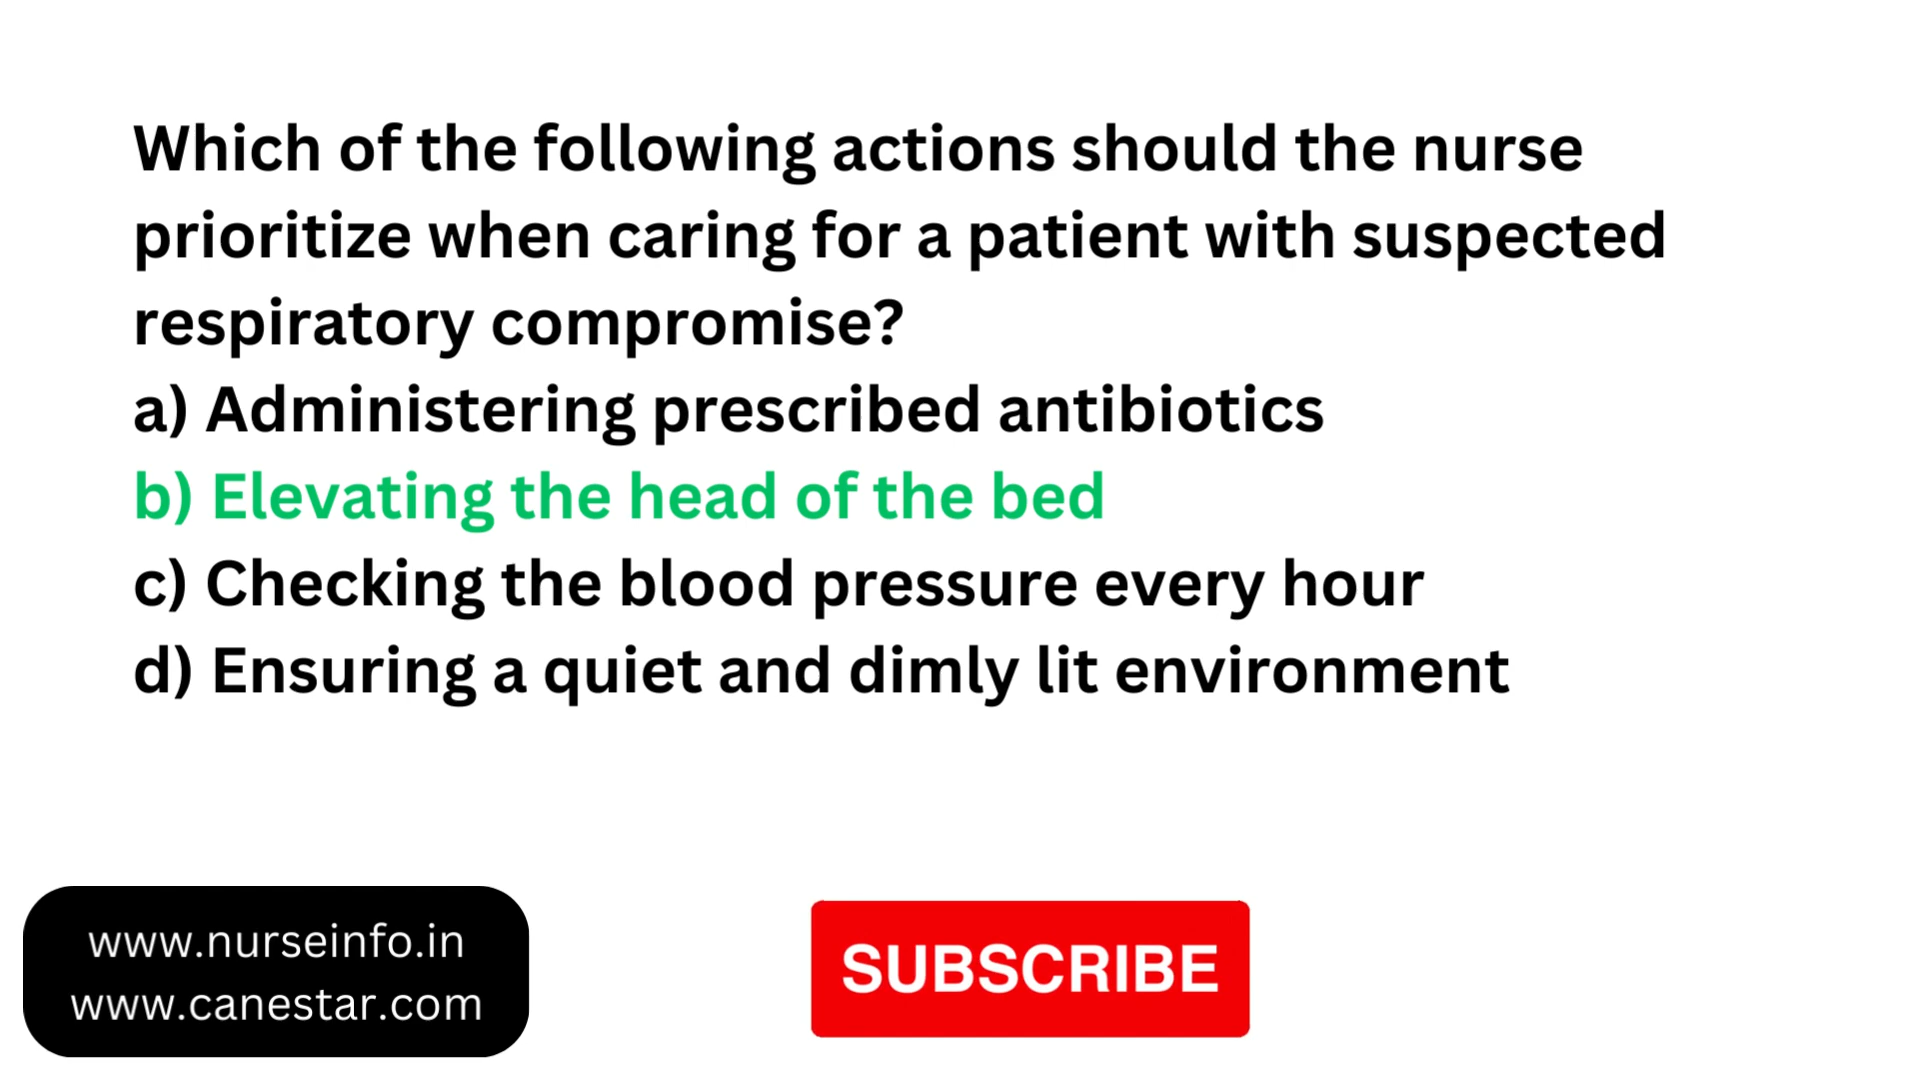 Which of the following actions should the nurse
prioritize when caring for a patient with suspected
respiratory compromise?
a) Administering prescribed antibiotics
b) Elevating the head of the bed
c) Checking the blood pressure every hour
d) Ensuring a quiet and dimly lit environment
www.nurseinfo.in
www.canestar.com
SUBSCRIBE